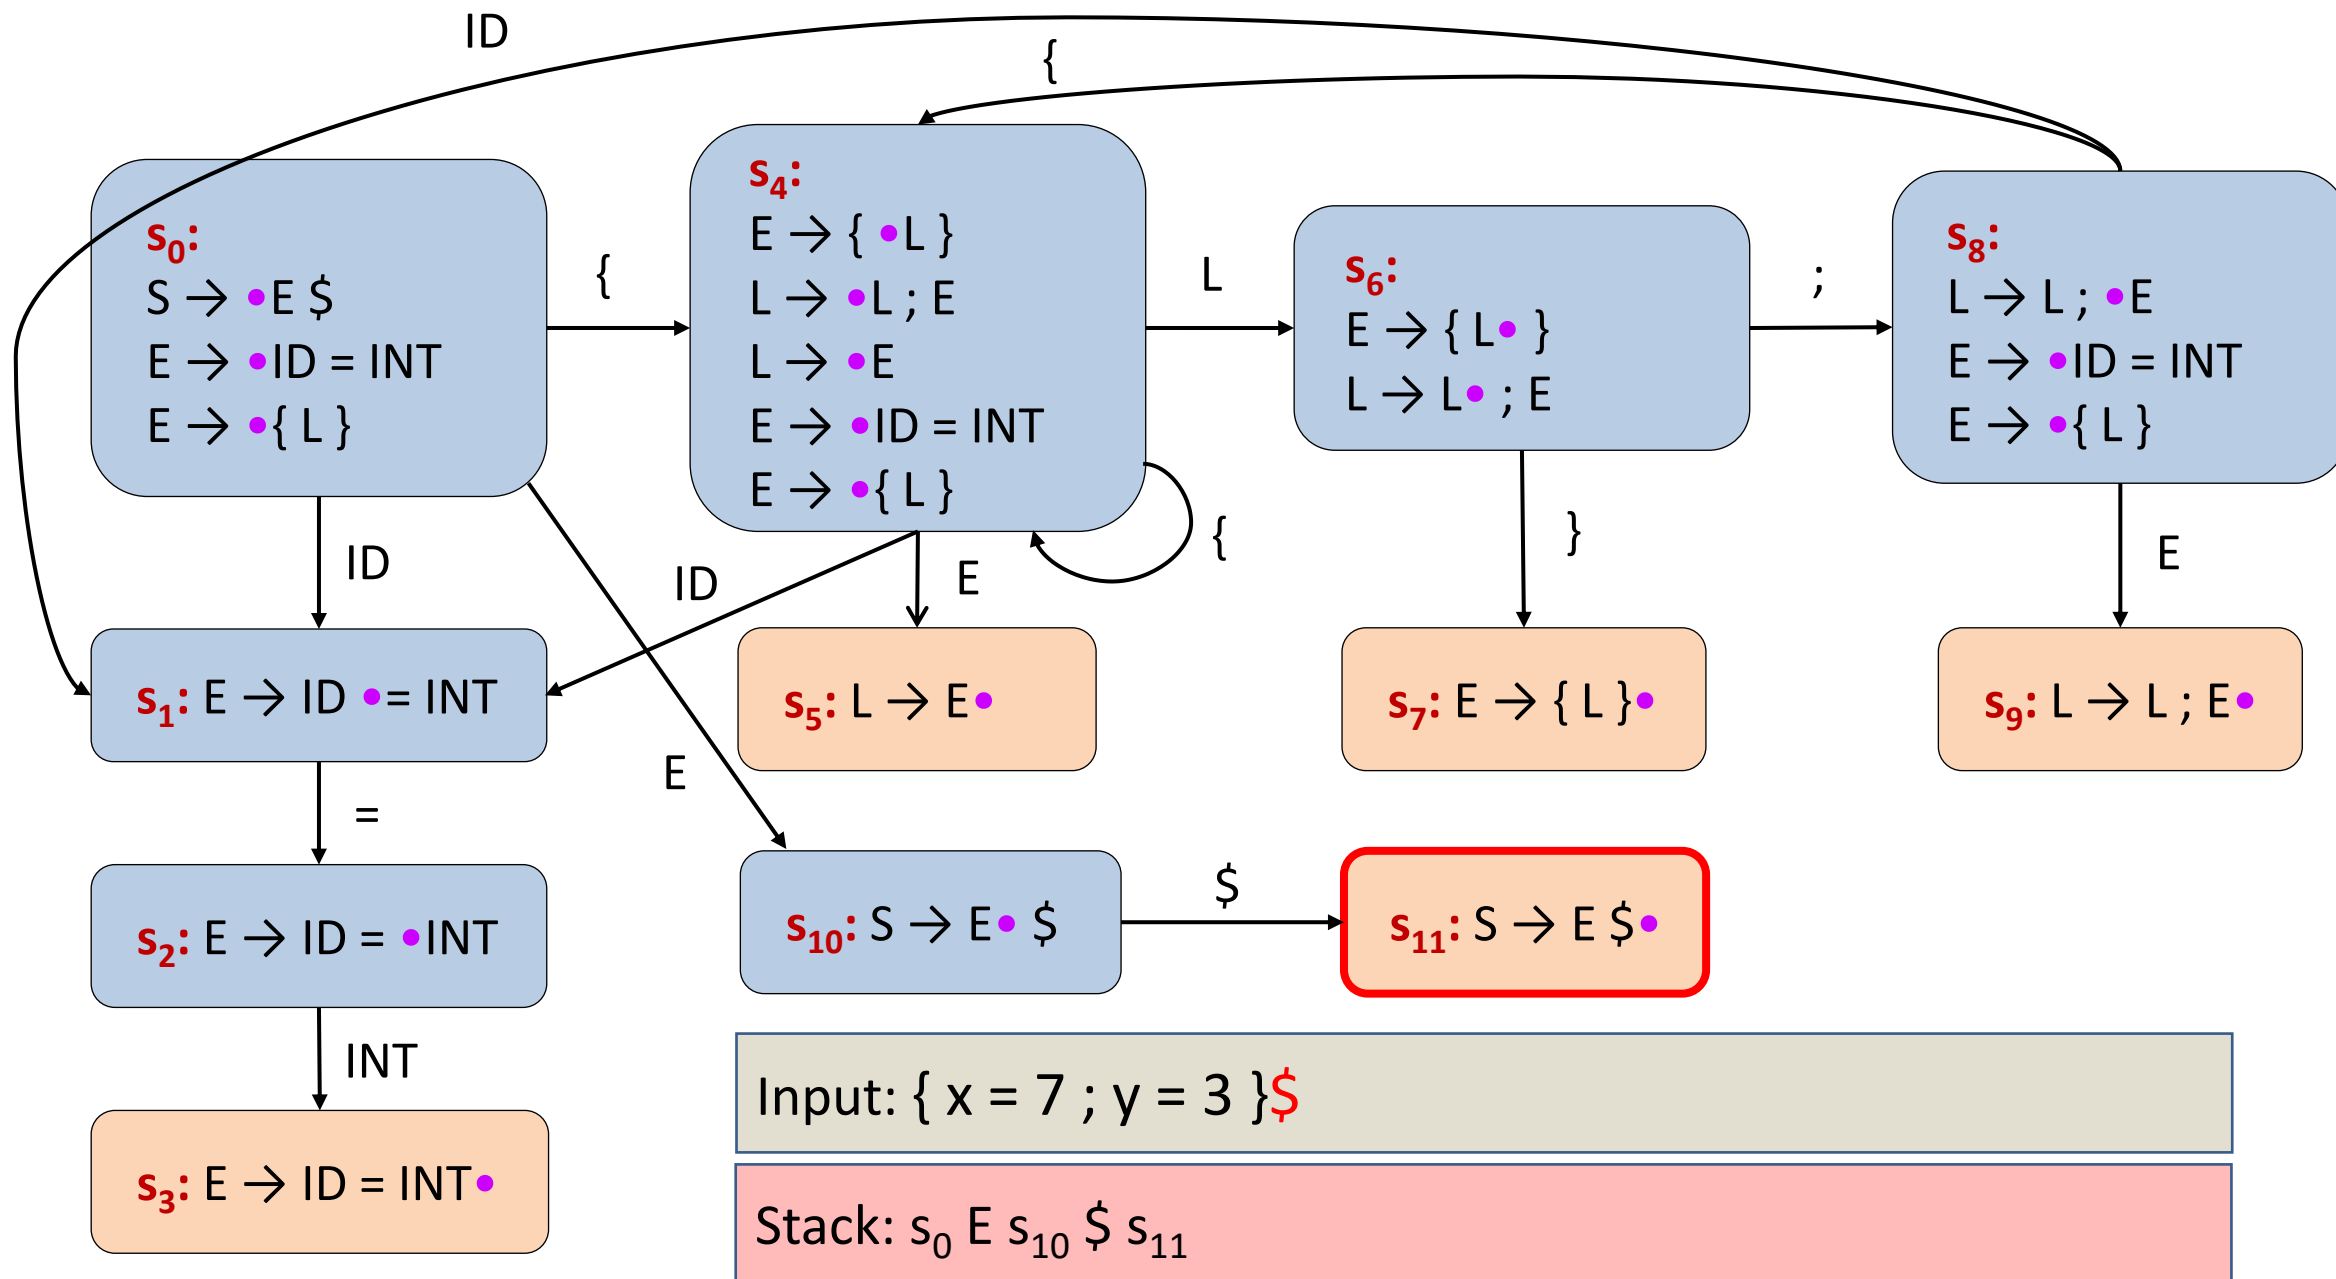 ID
{
s₀:
S → •E $
E → •ID = INT
E → •{ L }
{
s₄:
E → { •L }
L → •L ; E
L → •E
E → •ID = INT
E → •{ L }
L
s₆:
E → { L• }
L → L• ; E
;
s₈:
L → L ; •E
E → •ID = INT
E → •{ L }
ID
ID
E
{
}
E
s₁: E → ID •= INT
s₅: L → E•
s₇: E → { L }•
s₉: L → L ; E•
E
=
s₂: E → ID = •INT
s₁₀: S → E• $
$
s₁₁: S → E $•
INT
s₃: E → ID = INT•
Input: { x = 7 ; y = 3 }$
Stack: s₀ E s₁₀ $ s₁₁